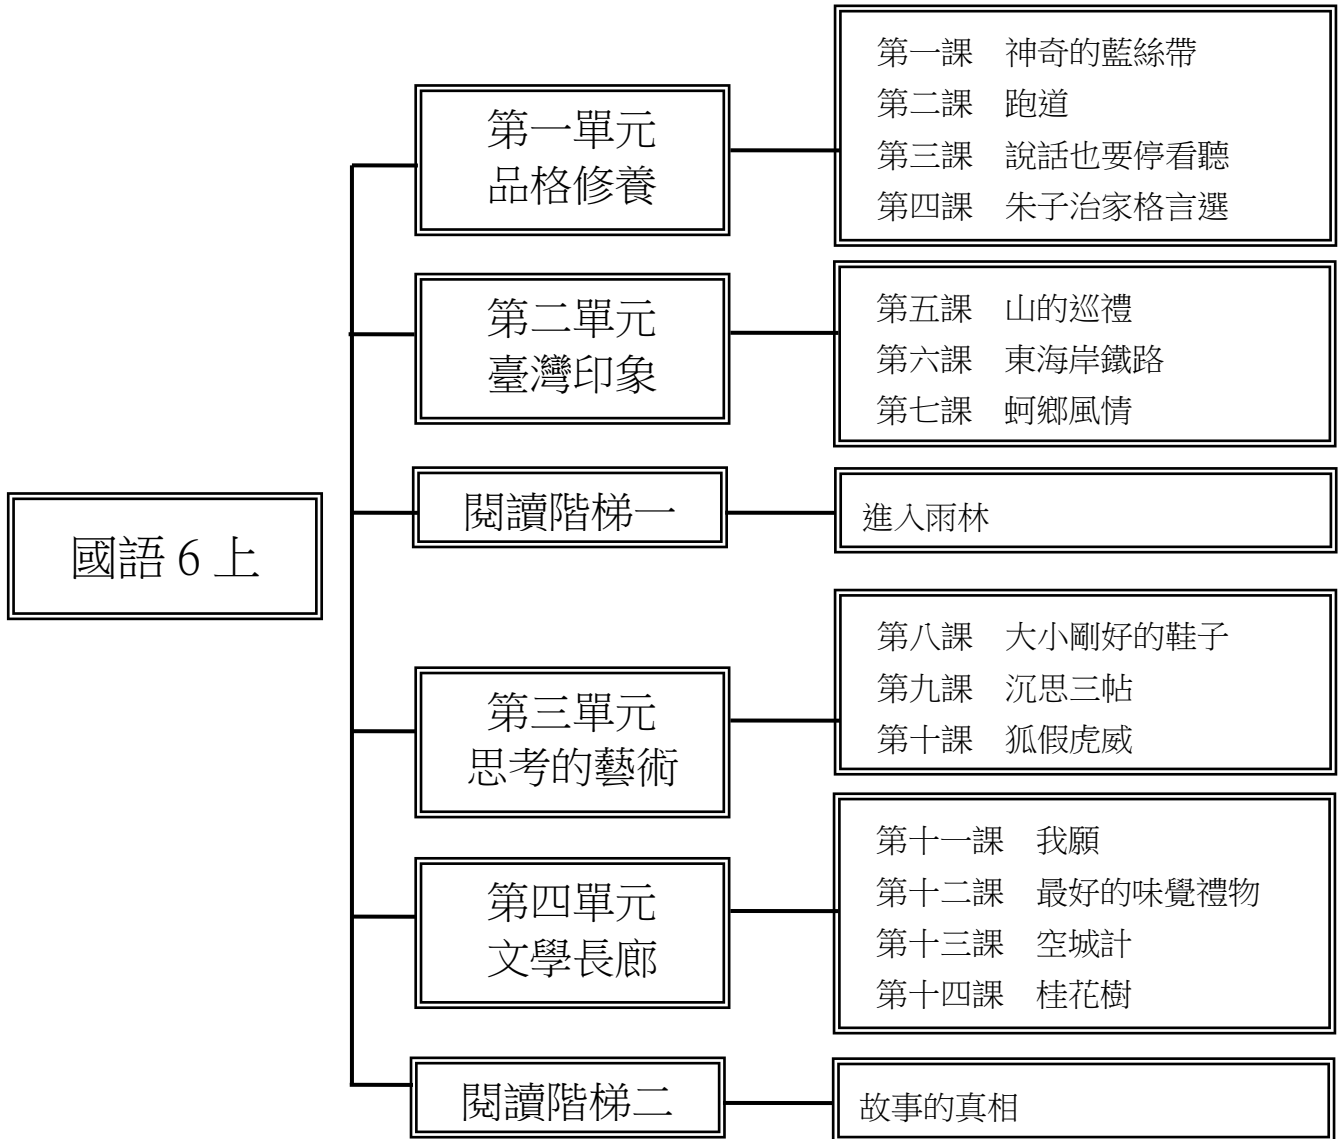 國語 6 上
第一單元
品格修養
第一課　神奇的藍絲帶
第二課　跑道
第三課　說話也要停看聽
第四課　朱子治家格言選
第二單元
臺灣印象
第五課　山的巡禮
第六課　東海岸鐵路
第七課　蚵鄉風情
閱讀階梯一
進入雨林
第三單元
思考的藝術
第八課　大小剛好的鞋子
第九課　沉思三帖
第十課　狐假虎威
第四單元
文學長廊
第十一課　我願
第十二課　最好的味覺禮物
第十三課　空城計
第十四課　桂花樹
閱讀階梯二
故事的真相